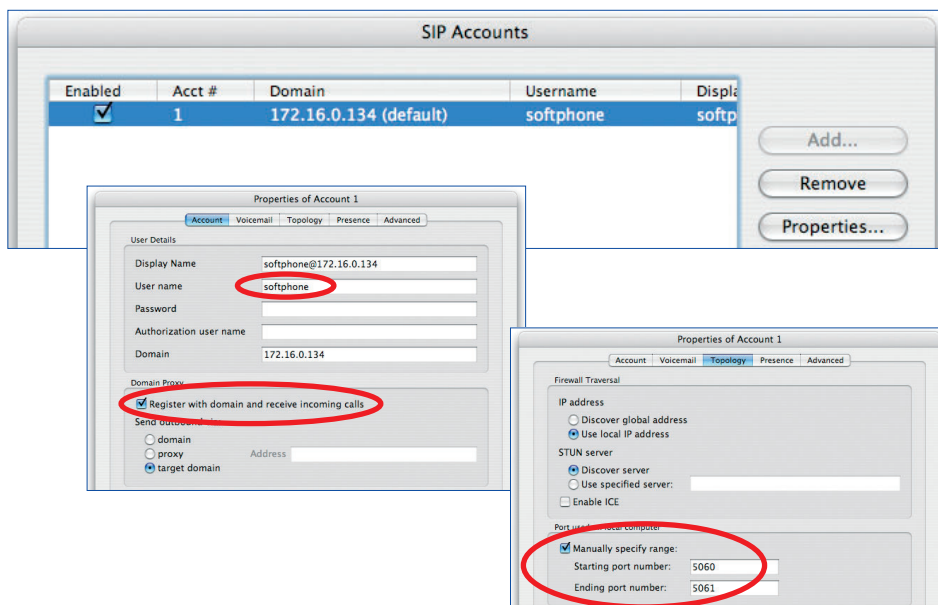 SIP Accounts
Enabled Acct # Domain Username
1 172.16.0.134 (default) softphone
Add...
Remove
Properties...
Properties of Account 1
Account Voicemail Topology Presence Advanced
User Details
Display Name softphone@172.16.0.134
User name softphone
Password
Authorization user name
Domain 172.16.0.134
Domain Proxy
Register with domain and receive incoming calls
Send outbound
domain
proxy Address
target domain
Properties of Account 1
Account Voicemail Topology Presence Advanced
Firewall Traversal
IP address
Discover global address
Use local IP address
STUN server
Discover server
Use specified server:
Enable ICE
Port used on local computer
Manually specify range:
Starting port number: 5060
Ending port number: 5061